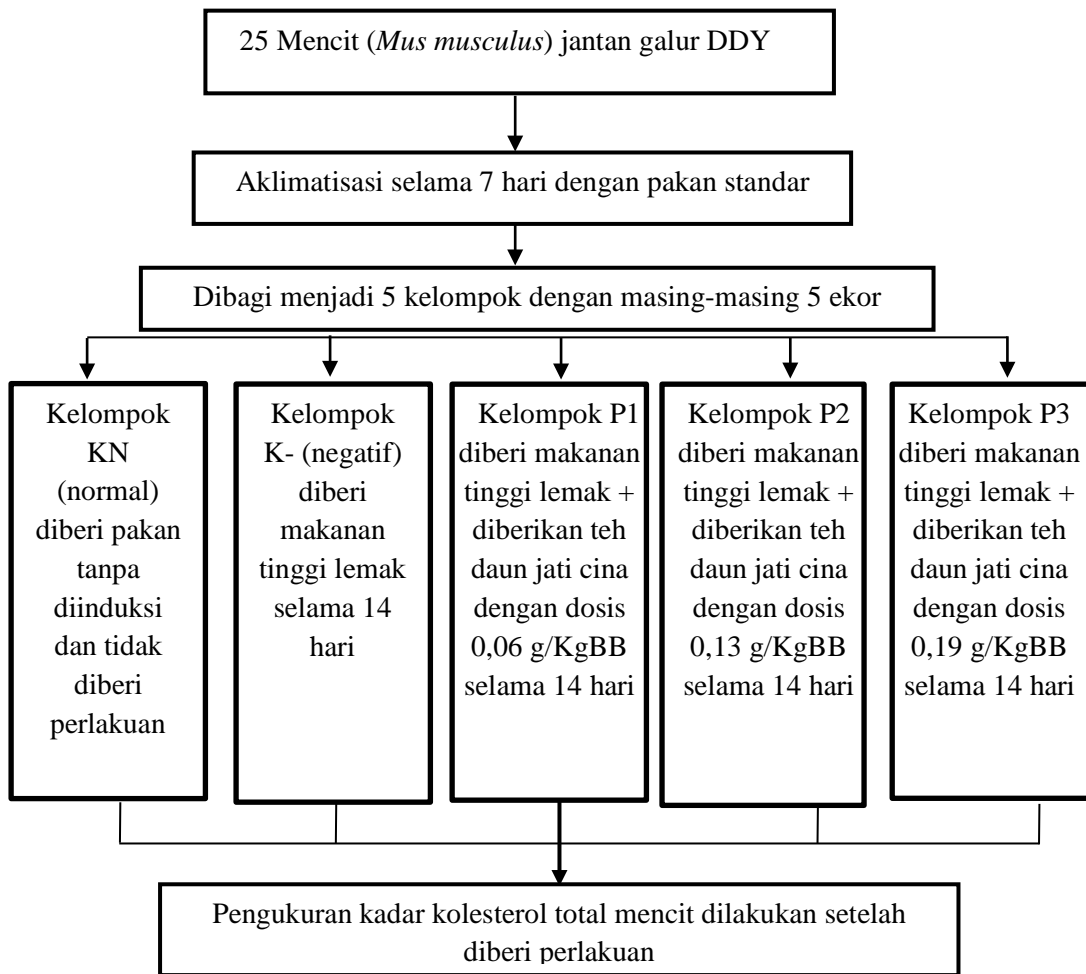 25 Mencit (Mus musculus) jantan galur DDY
Aklimatisasi selama 7 hari dengan pakan standar
Dibagi menjadi 5 kelompok dengan masing-masing 5 ekor
Kelompok
KN
(normal)
diberi pakan
tanpa
diinduksi
dan tidak
diberi
perlakuan
Kelompok
K- (negatif)
diberi
makanan
tinggi lemak
selama 14
hari
Kelompok P1
diberi makanan
tinggi lemak +
diberikan teh
daun jati cina
dengan dosis
0,06 g/KgBB
selama 14 hari
Kelompok P2
diberi makanan
tinggi lemak +
diberikan teh
daun jati cina
dengan dosis
0,13 g/KgBB
selama 14 hari
Kelompok P3
diberi makanan
tinggi lemak +
diberikan teh
daun jati cina
dengan dosis
0,19 g/KgBB
selama 14 hari
Pengukuran kadar kolesterol total mencit dilakukan setelah
diberi perlakuan